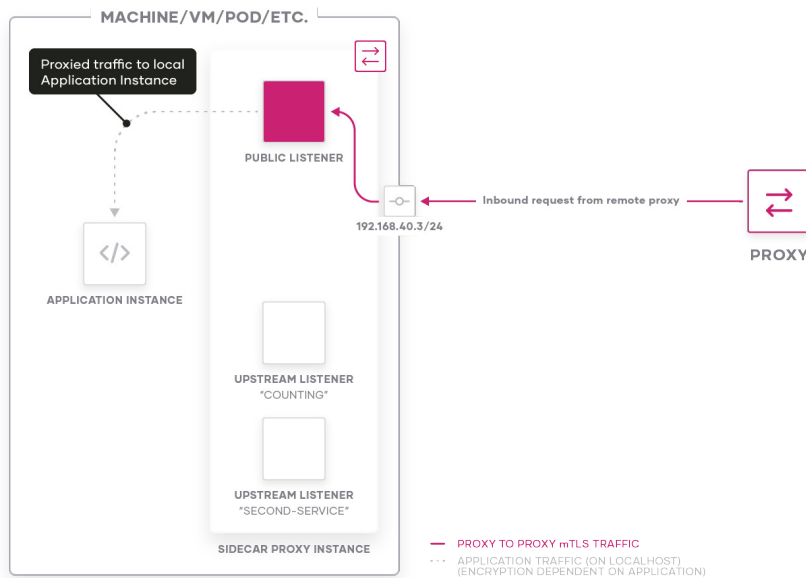 MACHINE/VM/POD/ETC.
Proxied traffic to local
Application Instance
PUBLIC LISTENER
Inbound request from remote proxy
192.168.40.3/24
PROXY
</>
APPLICATION INSTANCE
UPSTREAM LISTENER
"COUNTING"
UPSTREAM LISTENER
"SECOND-SERVICE"
SIDECAR PROXY INSTANCE
PROXY TO PROXY mTLS TRAFFIC
APPLICATION TRAFFIC (ON LOCALHOST)
(ENCRYPTION DEPENDENT ON APPLICATION)